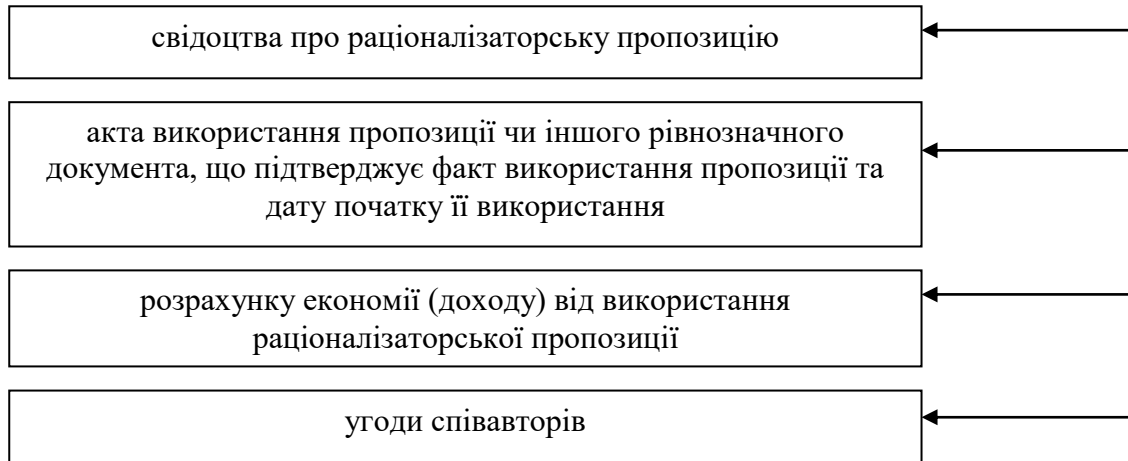 свідоцтва про раціоналізаторську пропозицію
акта використання пропозиції чи іншого рівнозначного
документа, що підтверджує факт використання пропозиції та
дату початку її використання
розрахунку економії (доходу) від використання
раціоналізаторської пропозиції
угоди співавторів